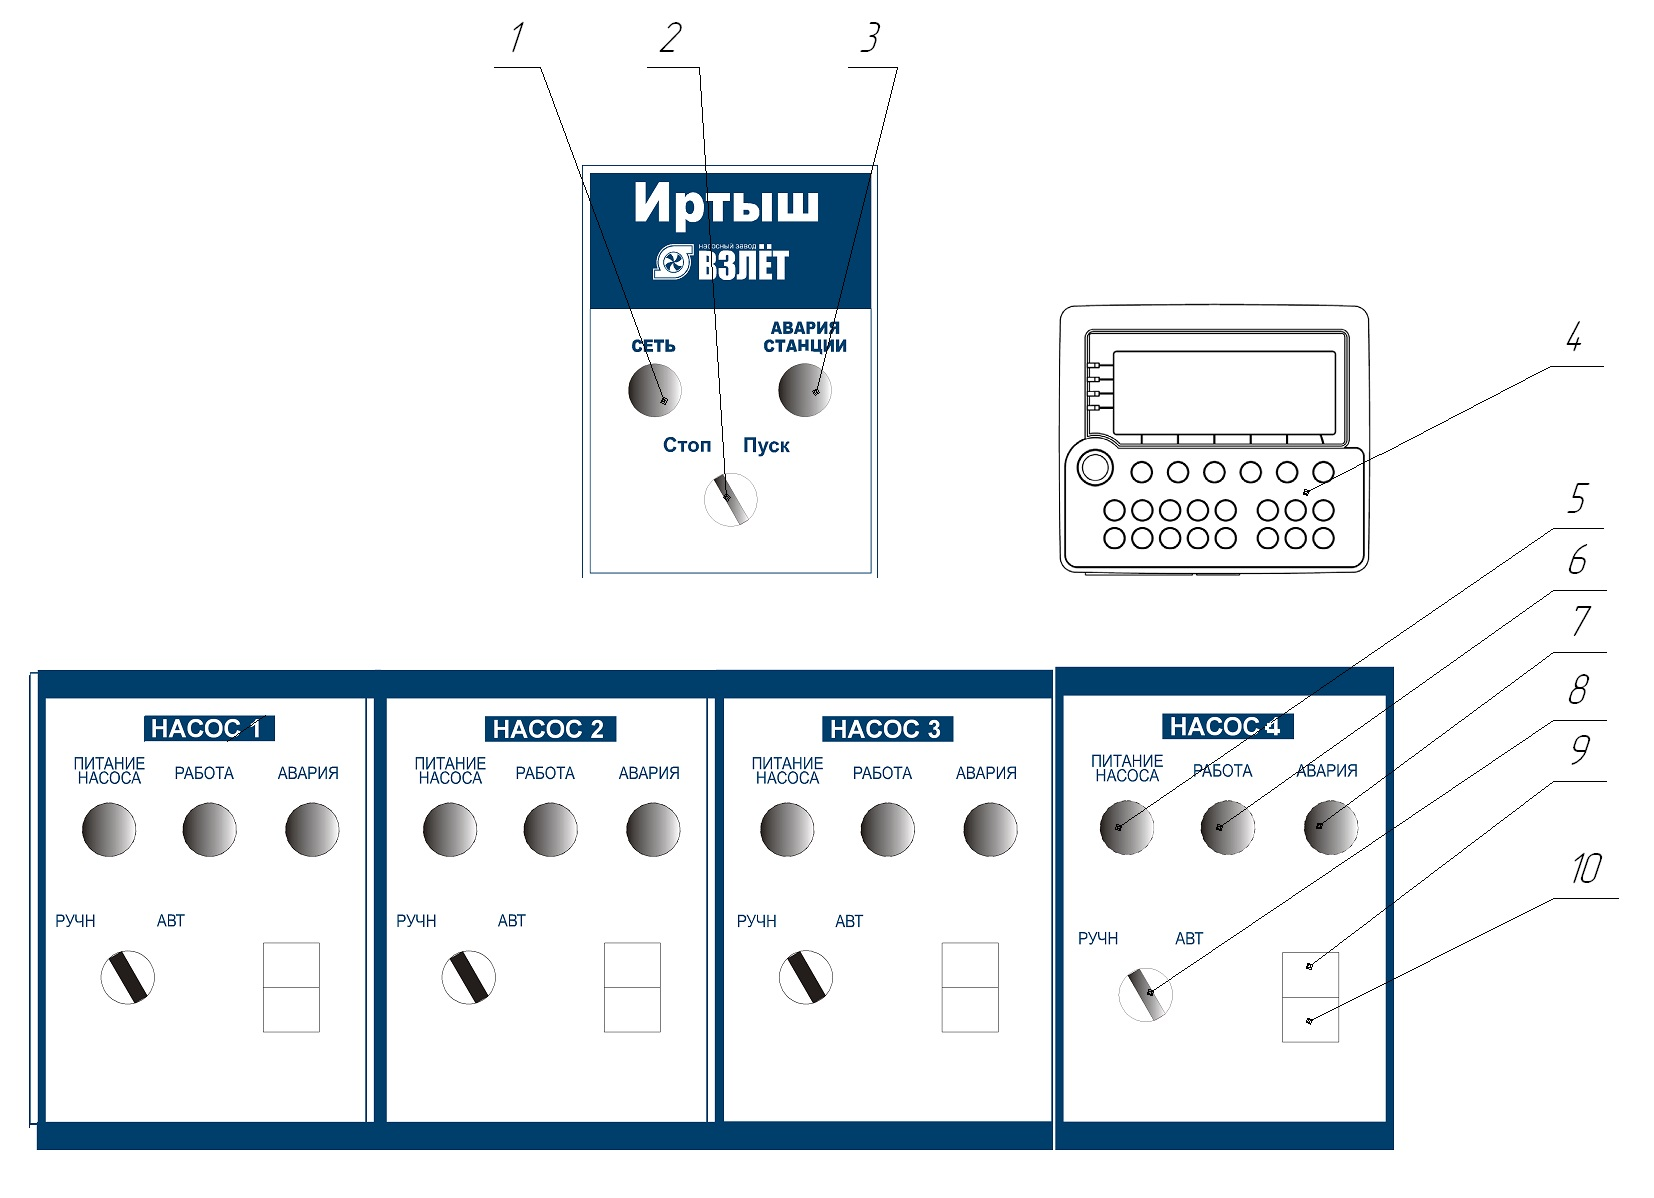 1 2 3
Иртыш
насосный завод
ВЗЛЁТ
СЕТЬ
АВАРИЯ
СТАНЦИИ
Стоп Пуск
4
5
6
7
8
9
10
НАСОС 1
ПИТАНИЕ
НАСОСА РАБОТА АВАРИЯ
РУЧН АВТ
НАСОС 2
ПИТАНИЕ
НАСОСА РАБОТА АВАРИЯ
РУЧН АВТ
НАСОС 3
ПИТАНИЕ
НАСОСА РАБОТА АВАРИЯ
РУЧН АВТ
НАСОС 4
ПИТАНИЕ
НАСОСА РАБОТА АВАРИЯ
РУЧН АВТ